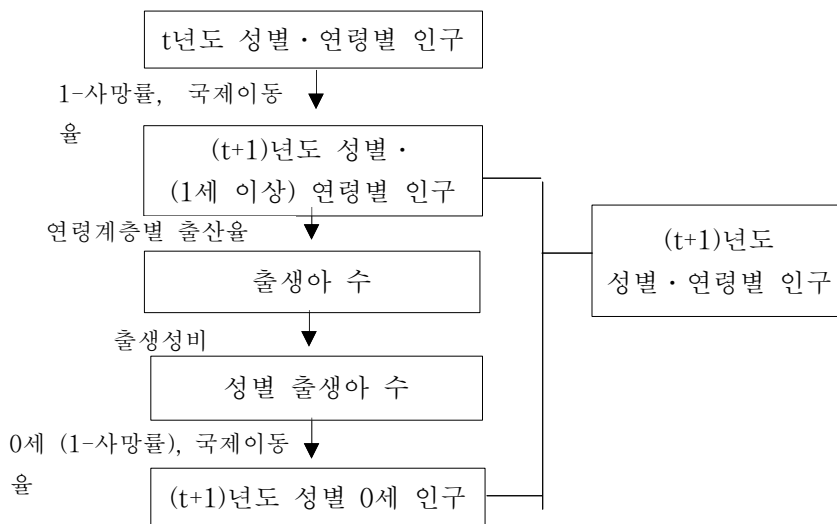 t년도 성별·연령별 인구
1-사망률, 국제이동
율
(t+1)년도 성별·
(1세 이상) 연령별 인구
연령계층별 출산율
출생아 수
출생성비
성별 출생아 수
0세 (1-사망률), 국제이동
율
(t+1)년도 성별 0세 인구
(t+1)년도
성별·연령별 인구